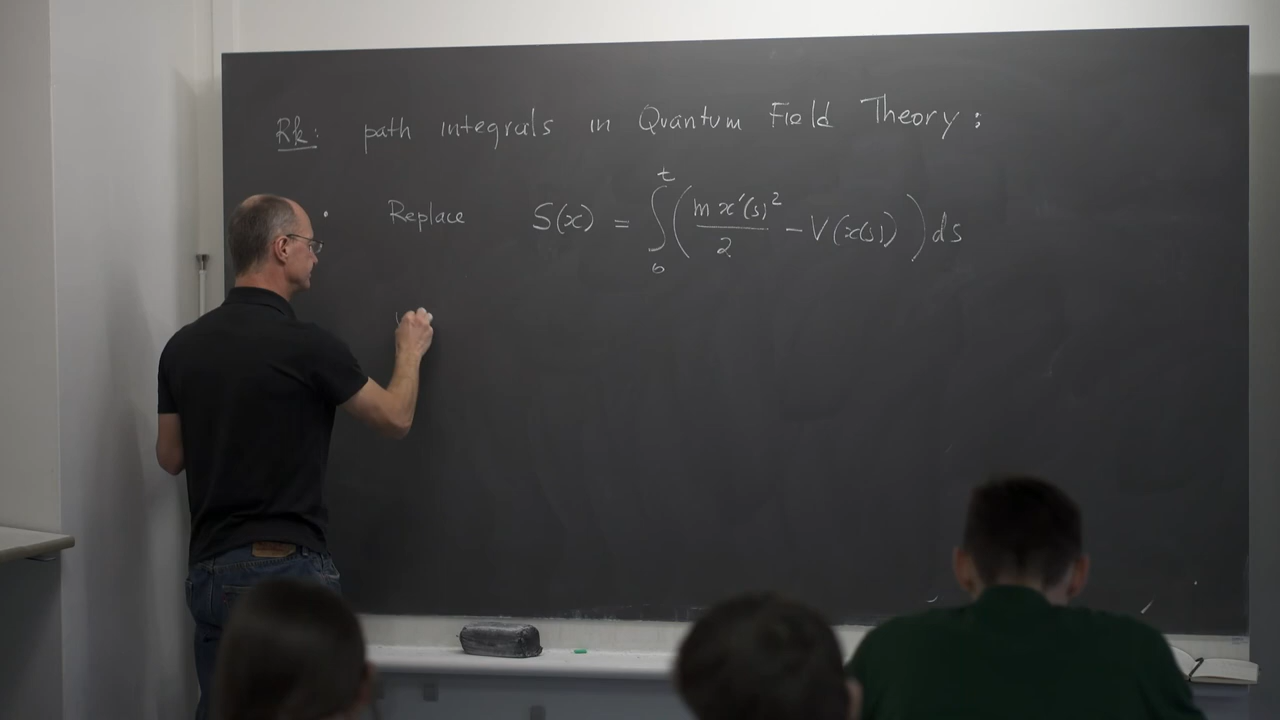 Rk: path integrals in Quantum Field Theory:
• Replace S(x) = ∫₀ᵗ ( m x'(s)² / 2 − V(x(s)) ) ds